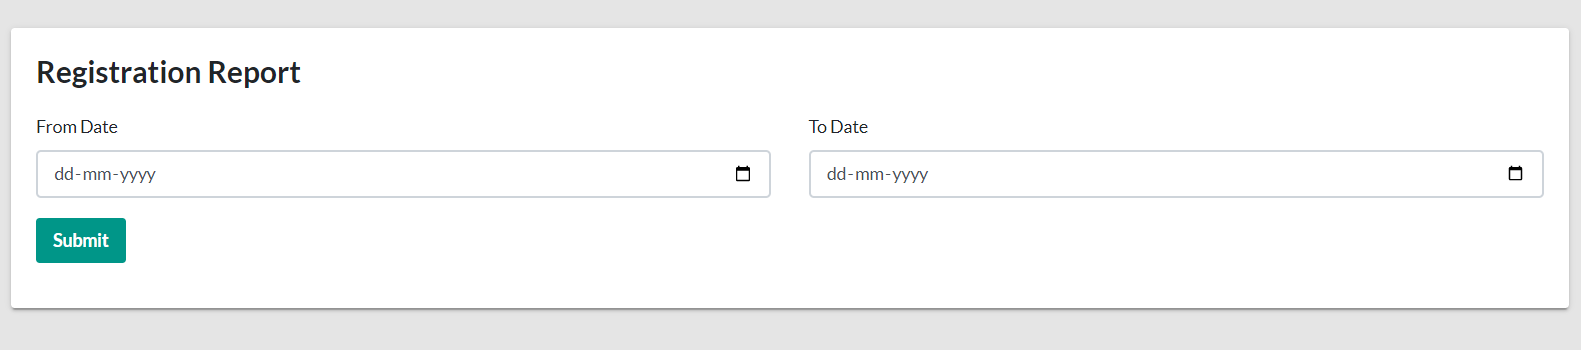 Registration Report
From Date
To Date
dd-mm-yyyy
dd-mm-yyyy
Submit